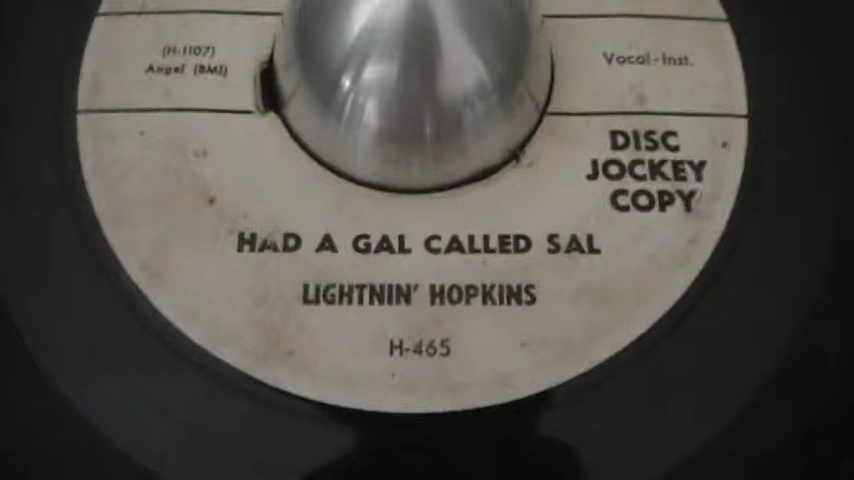 (H-1107)
Angel (BMI)
Vocal-Inst.
DISC
JOCKEY
COPY
HAD A GAL CALLED SAL
LIGHTNIN' HOPKINS
H-465